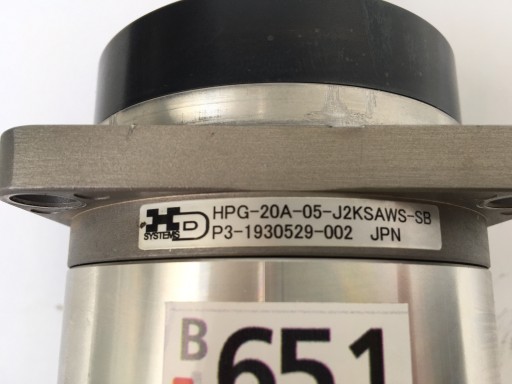 HD SYSTEMS
HPG-20A-05-J2KSAWS-SB
P3-1930529-002 JPN
B
651